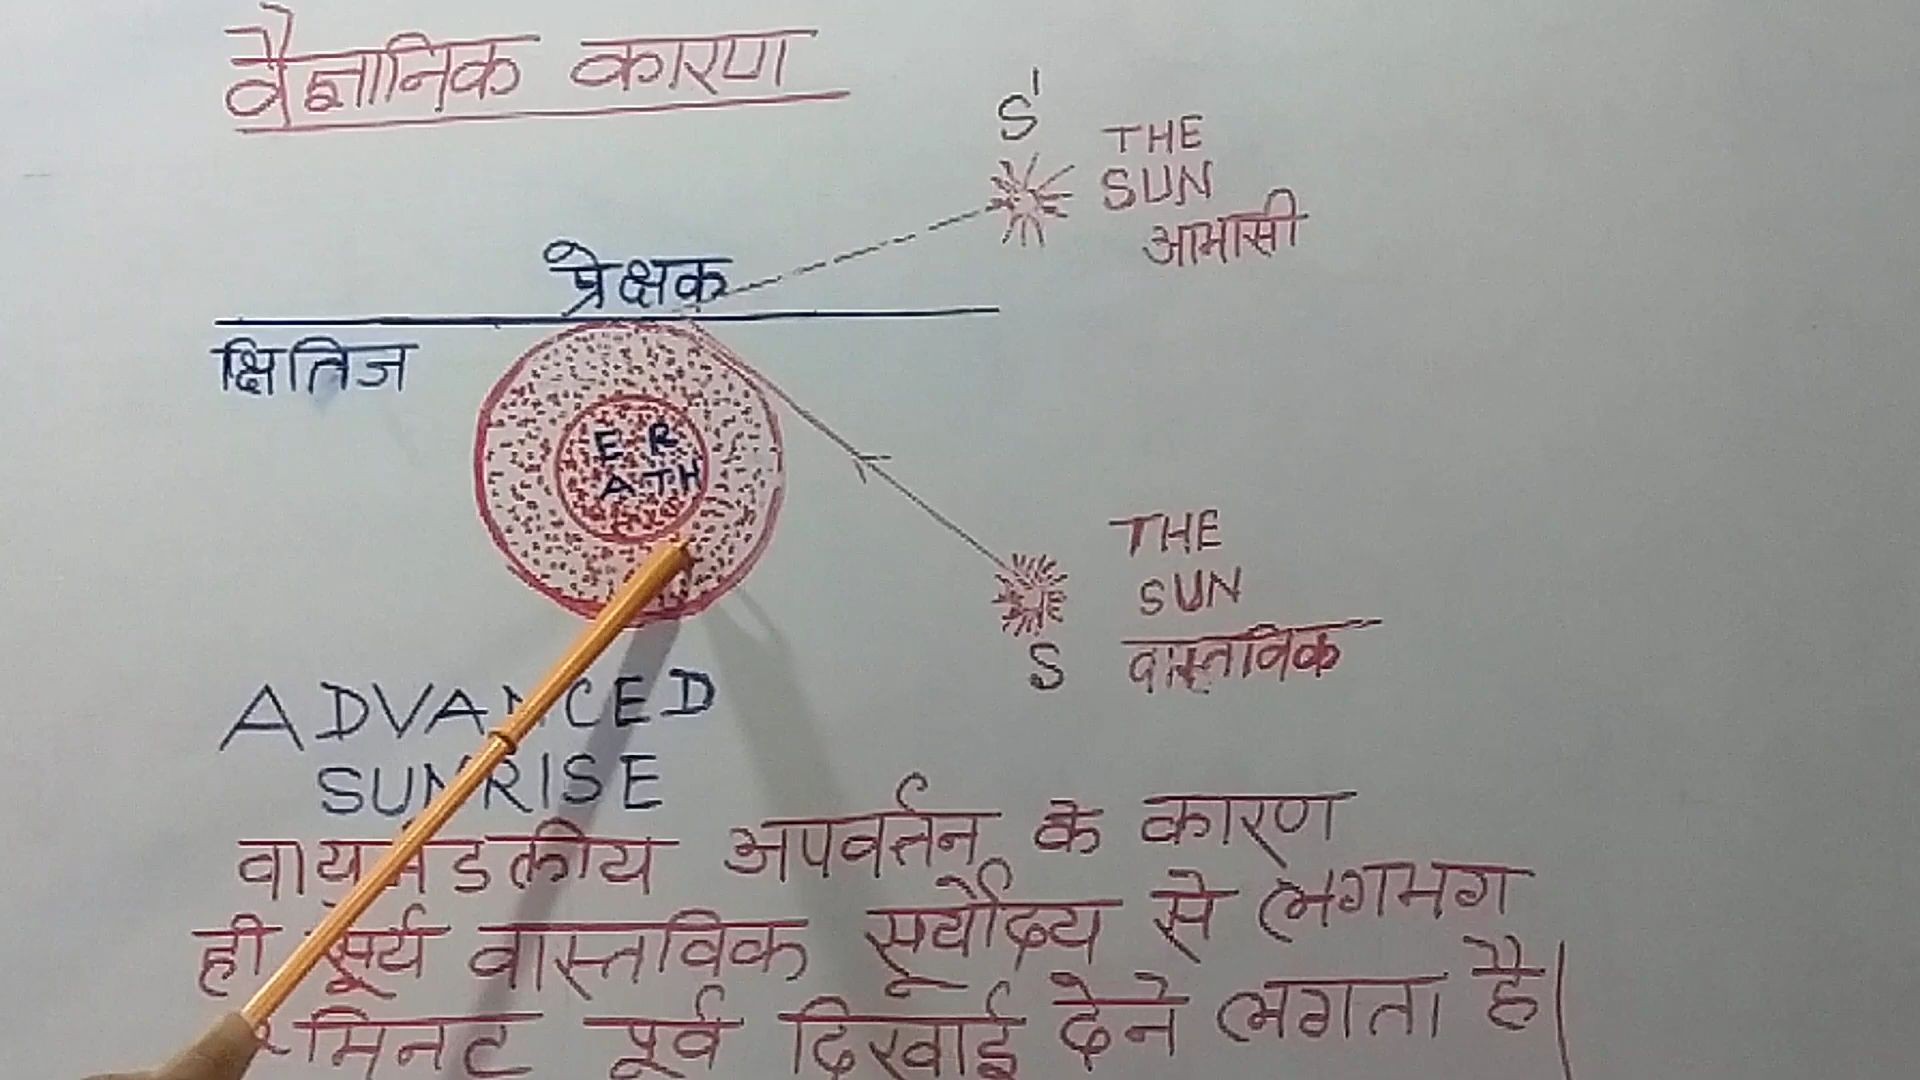 वैज्ञानिक कारण
S'
THE
SUN
आभासी
प्रेक्षक
क्षितिज
E R
A T H
THE
SUN
वास्तविक
S
ADVANCED
SUNRISE
वायुमंडलीय अपवर्तन के कारण
ही सूर्य वास्तविक सूर्योदय से लगभग
मिनट पूर्व दिखाई देने लगता है।